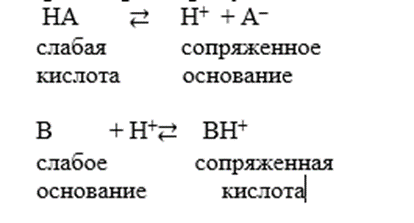 HA ⇄ H⁺ + A⁻
слабая сопряженное
кислота основание
B + H⁺⇄ BH⁺
слабое сопряженная
основание кислота